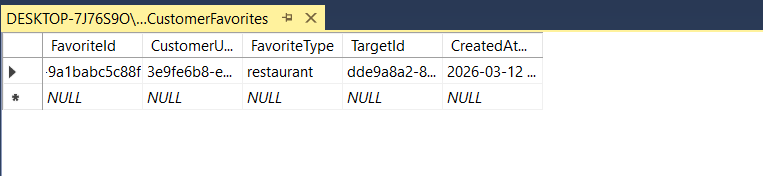 DESKTOP-7J76S9O\...CustomerFavorites
FavoriteId CustomerU... FavoriteType TargetId CreatedAt...
9a1babc5c88f 3e9fe6b8-e... restaurant dde9a8a2-8... 2026-03-12 ...
NULL NULL NULL NULL NULL